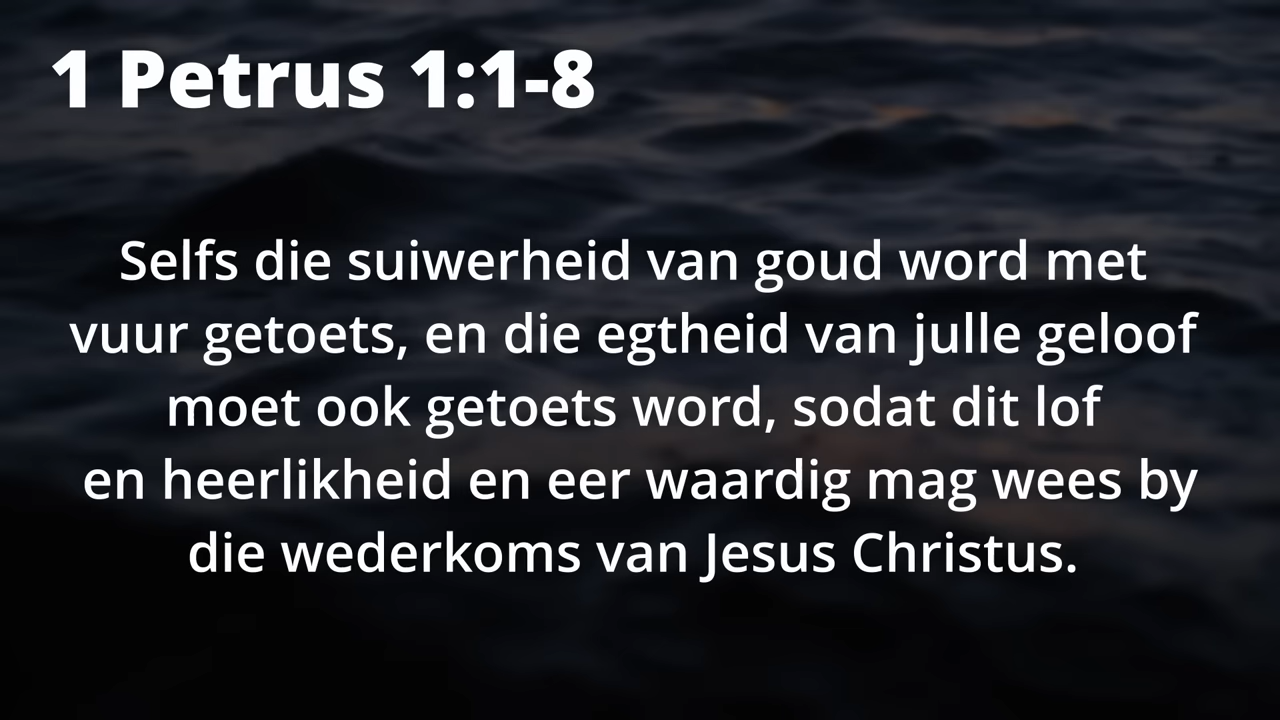 1 Petrus 1:1-8
Selfs die suiwerheid van goud word met
vuur getoets, en die egtheid van julle geloof
moet ook getoets word, sodat dit lof
en heerlikheid en eer waardig mag wees by
die wederkoms van Jesus Christus.